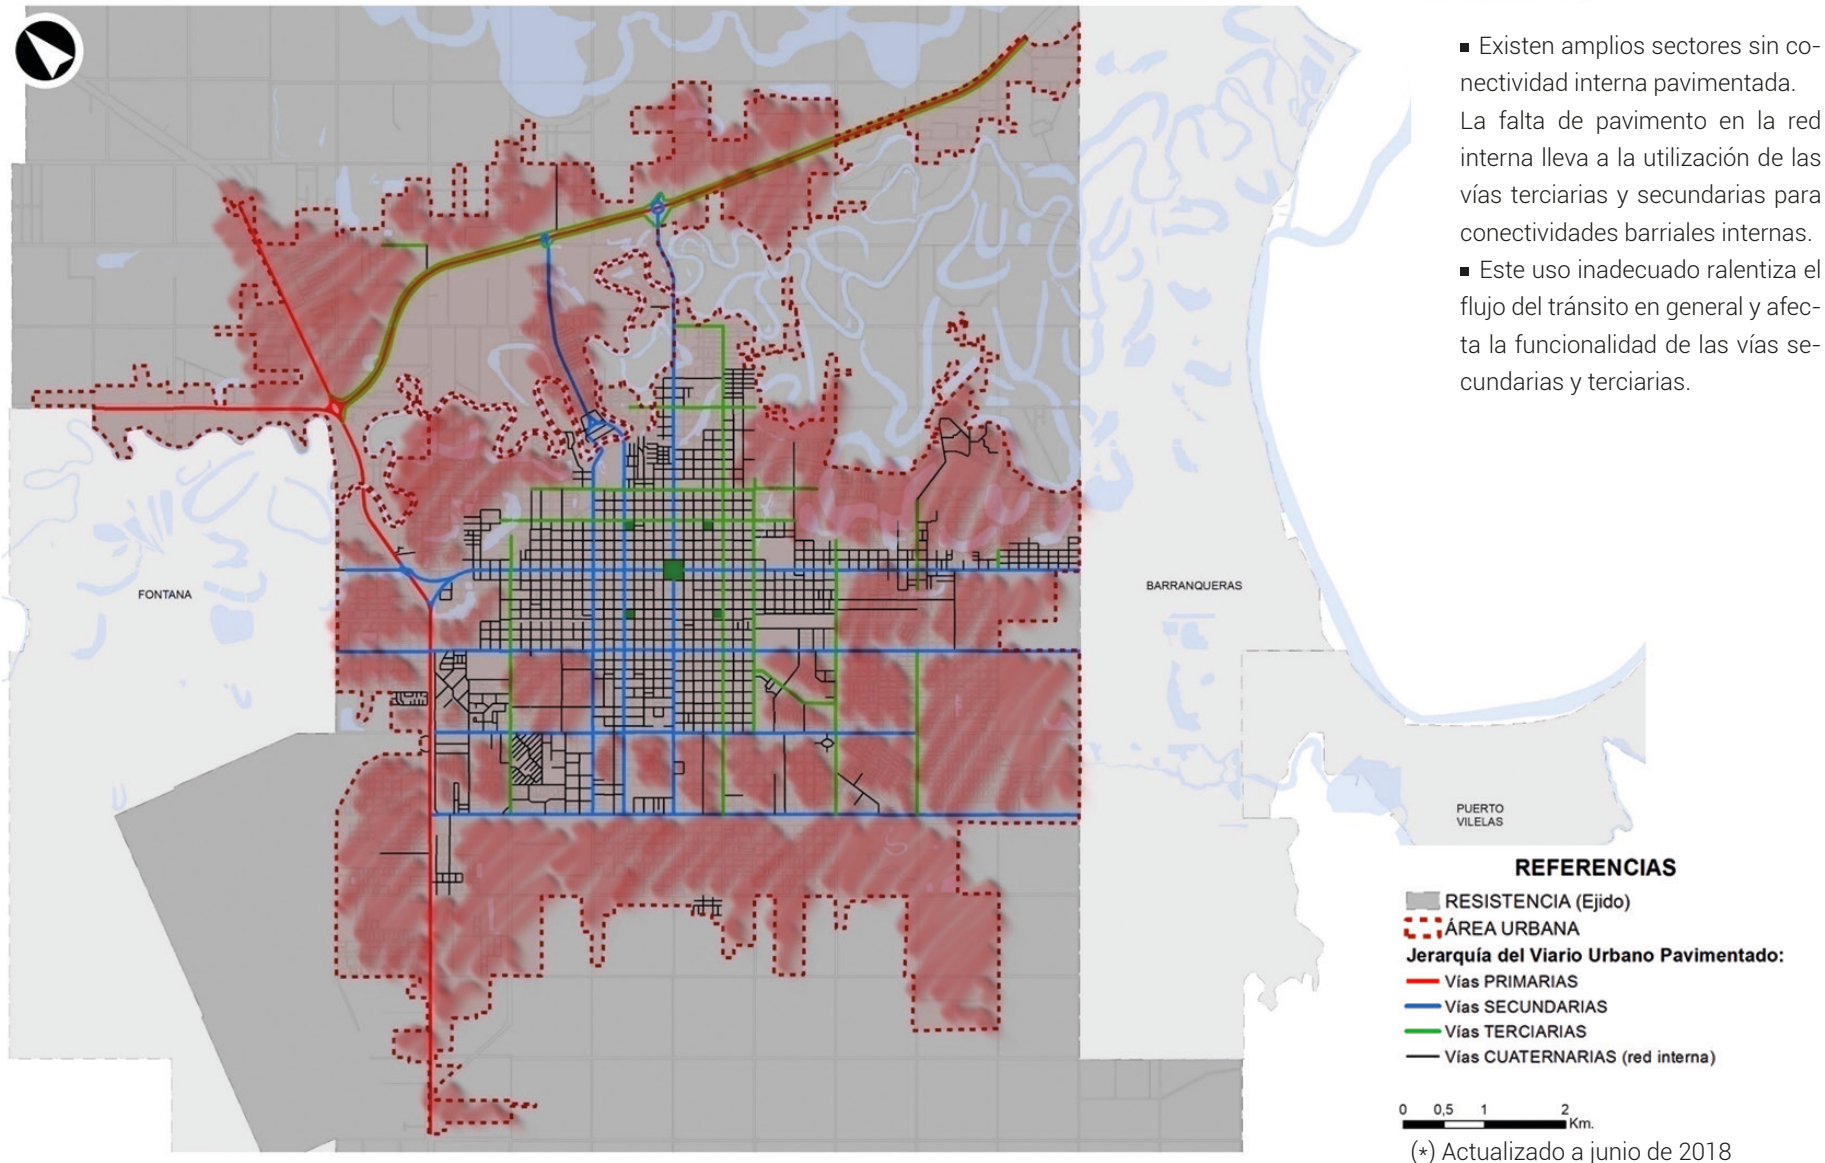 ■ Existen amplios sectores sin co-
nectividad interna pavimentada.
La falta de pavimento en la red
interna lleva a la utilización de las
vías terciarias y secundarias para
conectividades barriales internas.
■ Este uso inadecuado ralentiza el
flujo del tránsito en general y afec-
ta la funcionalidad de las vías se-
cundarias y terciarias.
FONTANA
BARRANQUERAS
PUERTO
VILELAS
REFERENCIAS
RESISTENCIA (Ejido)
ÁREA URBANA
Jerarquía del Viario Urbano Pavimentado:
Vías PRIMARIAS
Vías SECUNDARIAS
Vías TERCIARIAS
Vías CUATERNARIAS (red interna)
0 0,5 1 2
Km.
(*) Actualizado a junio de 2018